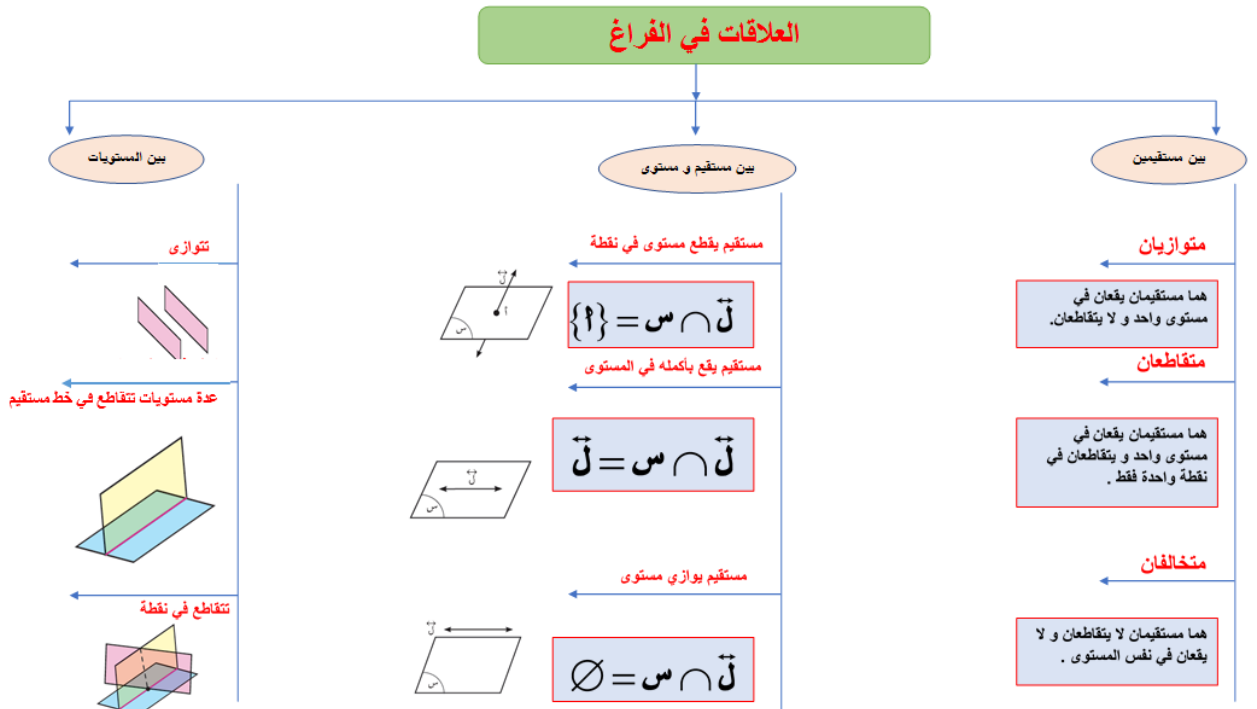 العلاقات في الفراغ
بين مستقيمين
متوازيان
هما مستقيمان يقعان في
مستوى واحد و لا يتقاطعان.
متقاطعان
هما مستقيمان يقعان في
مستوى واحد و يتقاطعان في
نقطة واحدة فقط .
متخالفان
هما مستقيمان لا يتقاطعان و لا
يقعان في نفس المستوى .
بين مستقيم و مستوى
مستقيم يقطع مستوى في نقطة
ل ∩ س = {أ}
ل
أ
س
مستقيم يقع بأكمله في المستوى
ل ∩ س = ل
ل
س
مستقيم يوازي مستوى
ل ∩ س = ∅
ل
س
بين المستويات
تتوازى
عدة مستويات تتقاطع في خط مستقيم
تتقاطع في نقطة